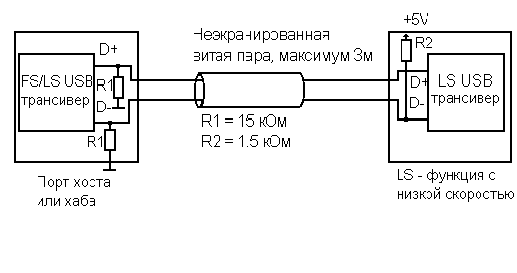 Неэкранированная
витая пара, максимум 3м
+5V
R2
D+
FS/LS USB
трансивер
R1
D-
R1
D+
D-
LS USB
трансивер
R1 = 15 кОм
R2 = 1.5 кОм
Порт хоста
или хаба
LS - функция с
низкой скоростью